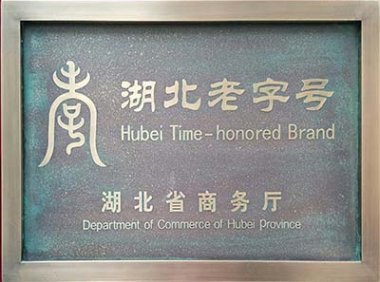 湖北老字号
Hubei Time-honored Brand
湖北省商务厅
Department of Commerce of Hubei Province